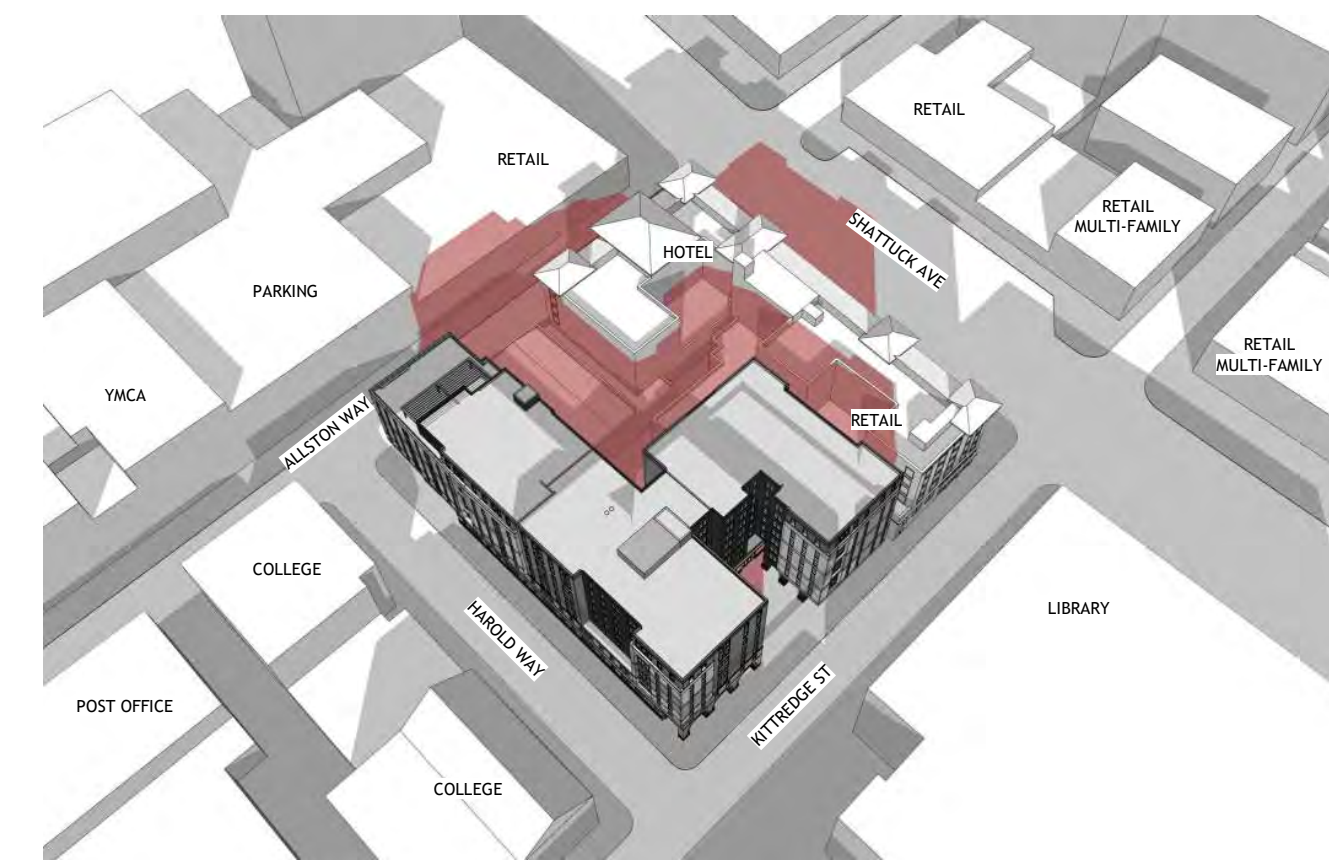 RETAIL
RETAIL
RETAIL
MULTI-FAMILY
SHATTUCK AVE
HOTEL
PARKING
RETAIL
MULTI-FAMILY
YMCA
RETAIL
ALLSTON WAY
COLLEGE
LIBRARY
HAROLD WAY
KITTREDGE ST
POST OFFICE
COLLEGE